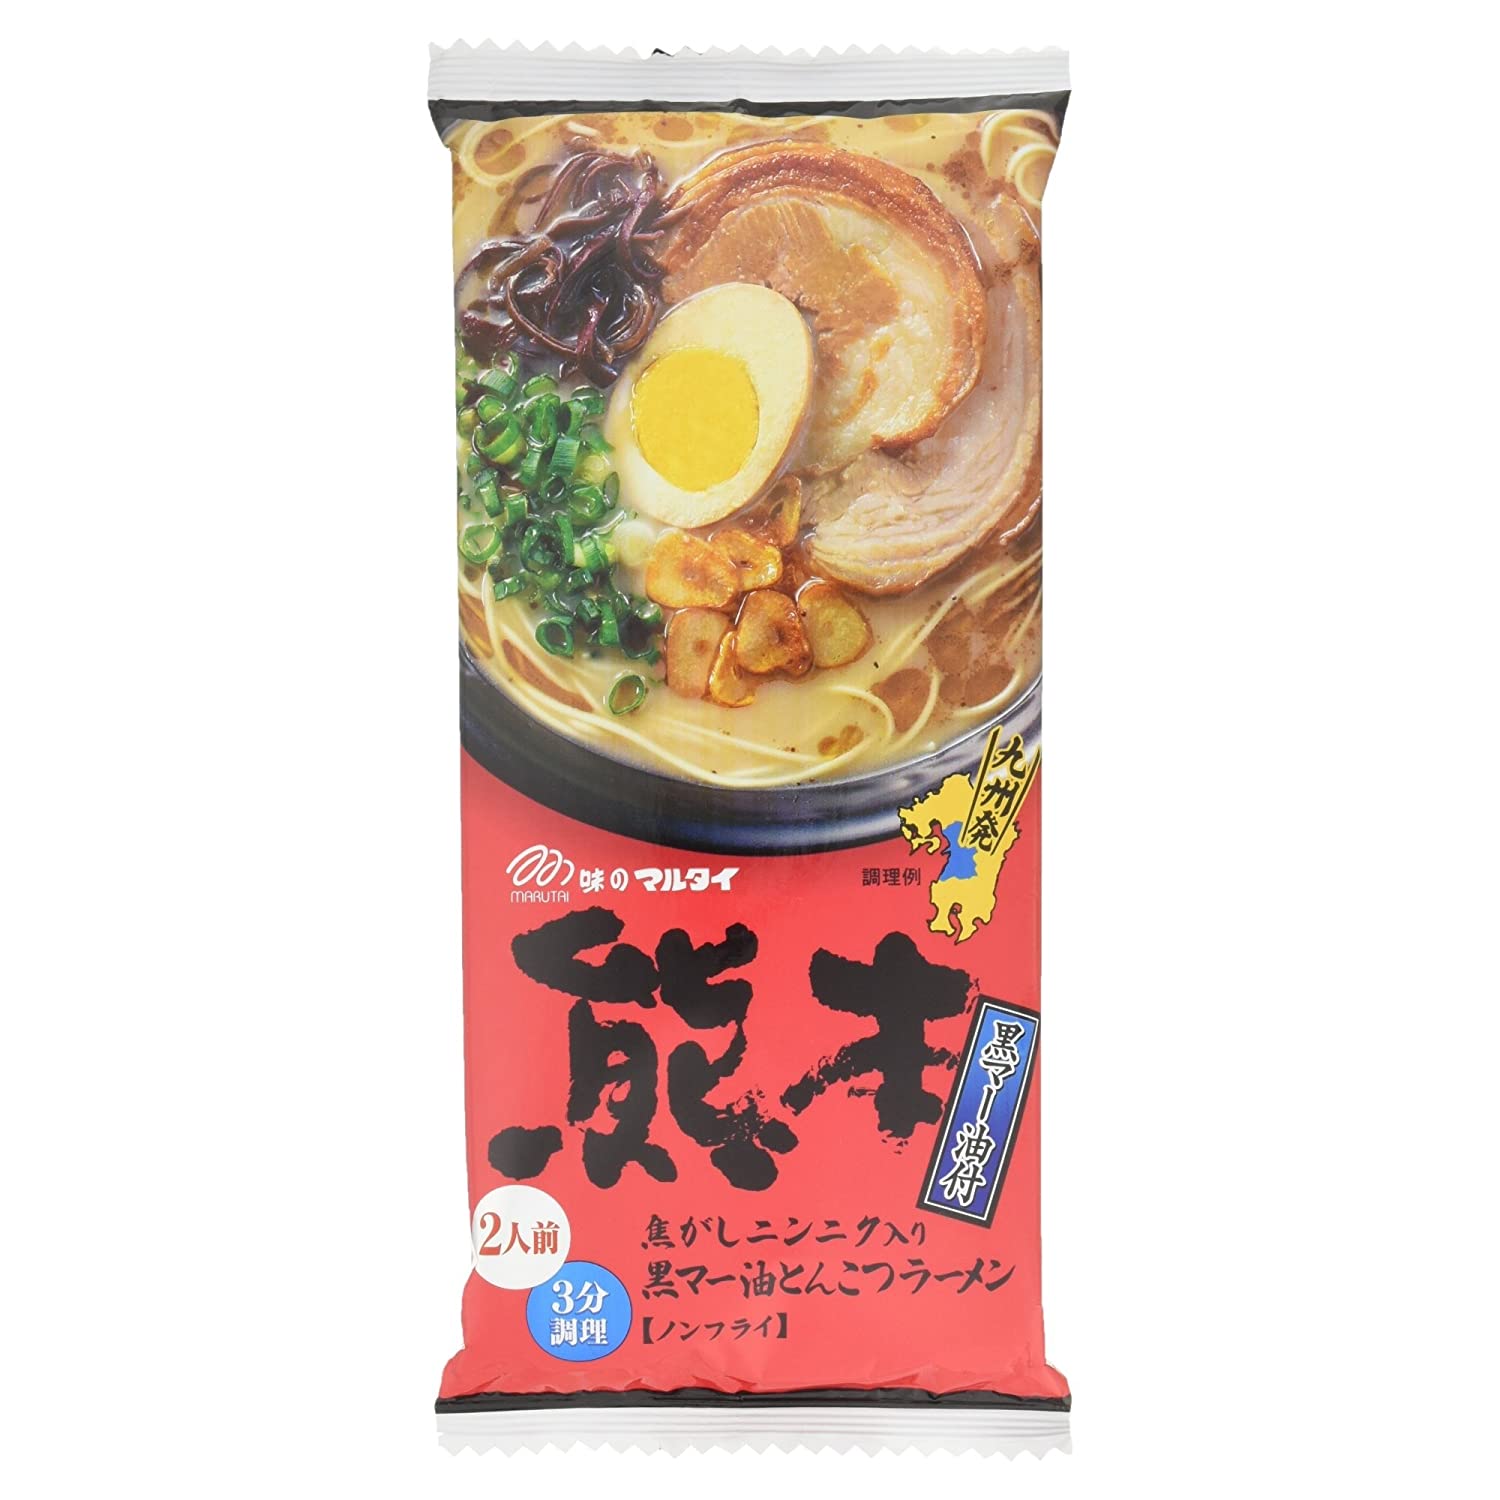 九州発
MARUTAI
味のマルタイ
調理例
熊本
黒マー油付
2人前
3分
調理
焦がしニンニク入り
黒マー油とんこつラーメン
【ノンフライ】